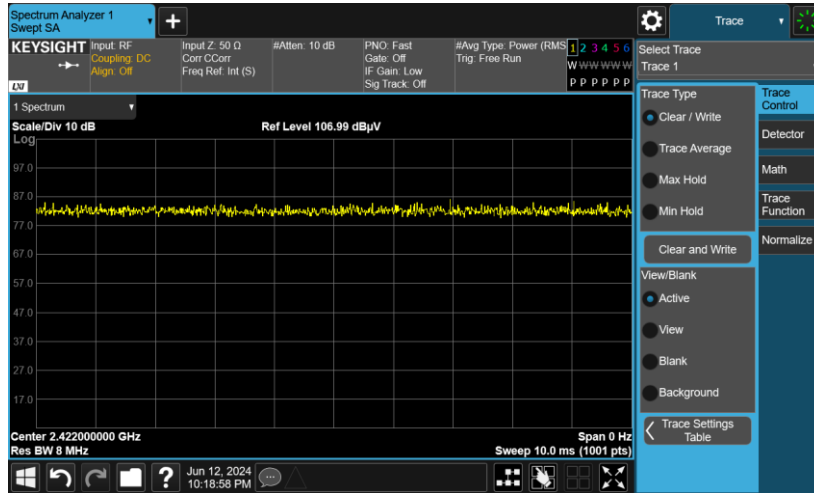 Spectrum Analyzer 1
Swept SA
+
Trace
KEYSIGHT
Input: RF
Coupling: DC
Align: Off
Input Z: 50 Ω
Corr CCorr
Freq Ref: Int (S)
#Atten: 10 dB
PNO: Fast
Gate: Off
IF Gain: Low
Sig Track: Off
#Avg Type: Power (RMS
Trig: Free Run
1 2 3 4 5 6
W W W W W W
P P P P P P
LXI
Select Trace
Trace 1
1 Spectrum
Scale/Div 10 dB
Ref Level 106.99 dBµV
Log
97.0
87.0
77.0
67.0
57.0
47.0
37.0
27.0
17.0
Center 2.422000000 GHz
Res BW 8 MHz
Span 0 Hz
Sweep 10.0 ms (1001 pts)
Trace Type
Clear / Write
Trace Average
Max Hold
Min Hold
Clear and Write
View/Blank
Active
View
Blank
Background
Trace Settings
Table
Trace
Control
Detector
Math
Trace
Function
Normalize
?
Jun 12, 2024
10:18:58 PM